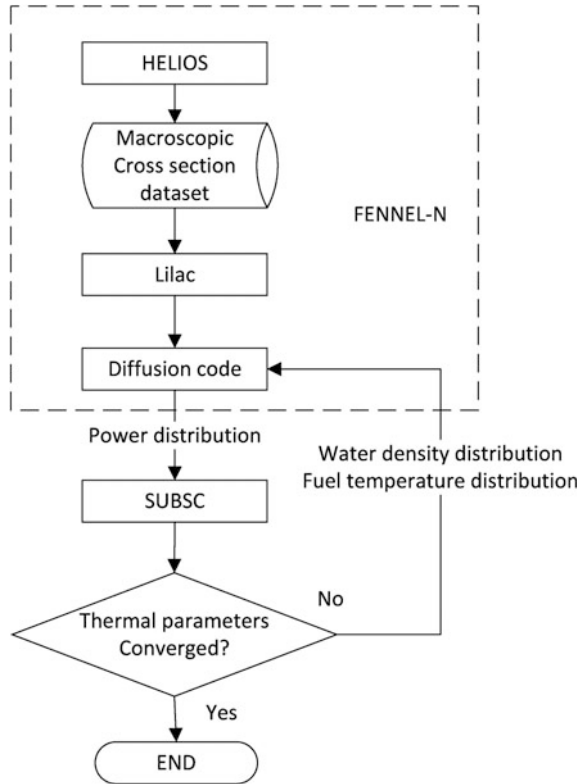 HELIOS
Macroscopic
Cross section
dataset
FENNEL-N
Lilac
Diffusion code
Power distribution
Water density distribution
Fuel temperature distribution
SUBSC
No
Thermal parameters
Converged?
Yes
END